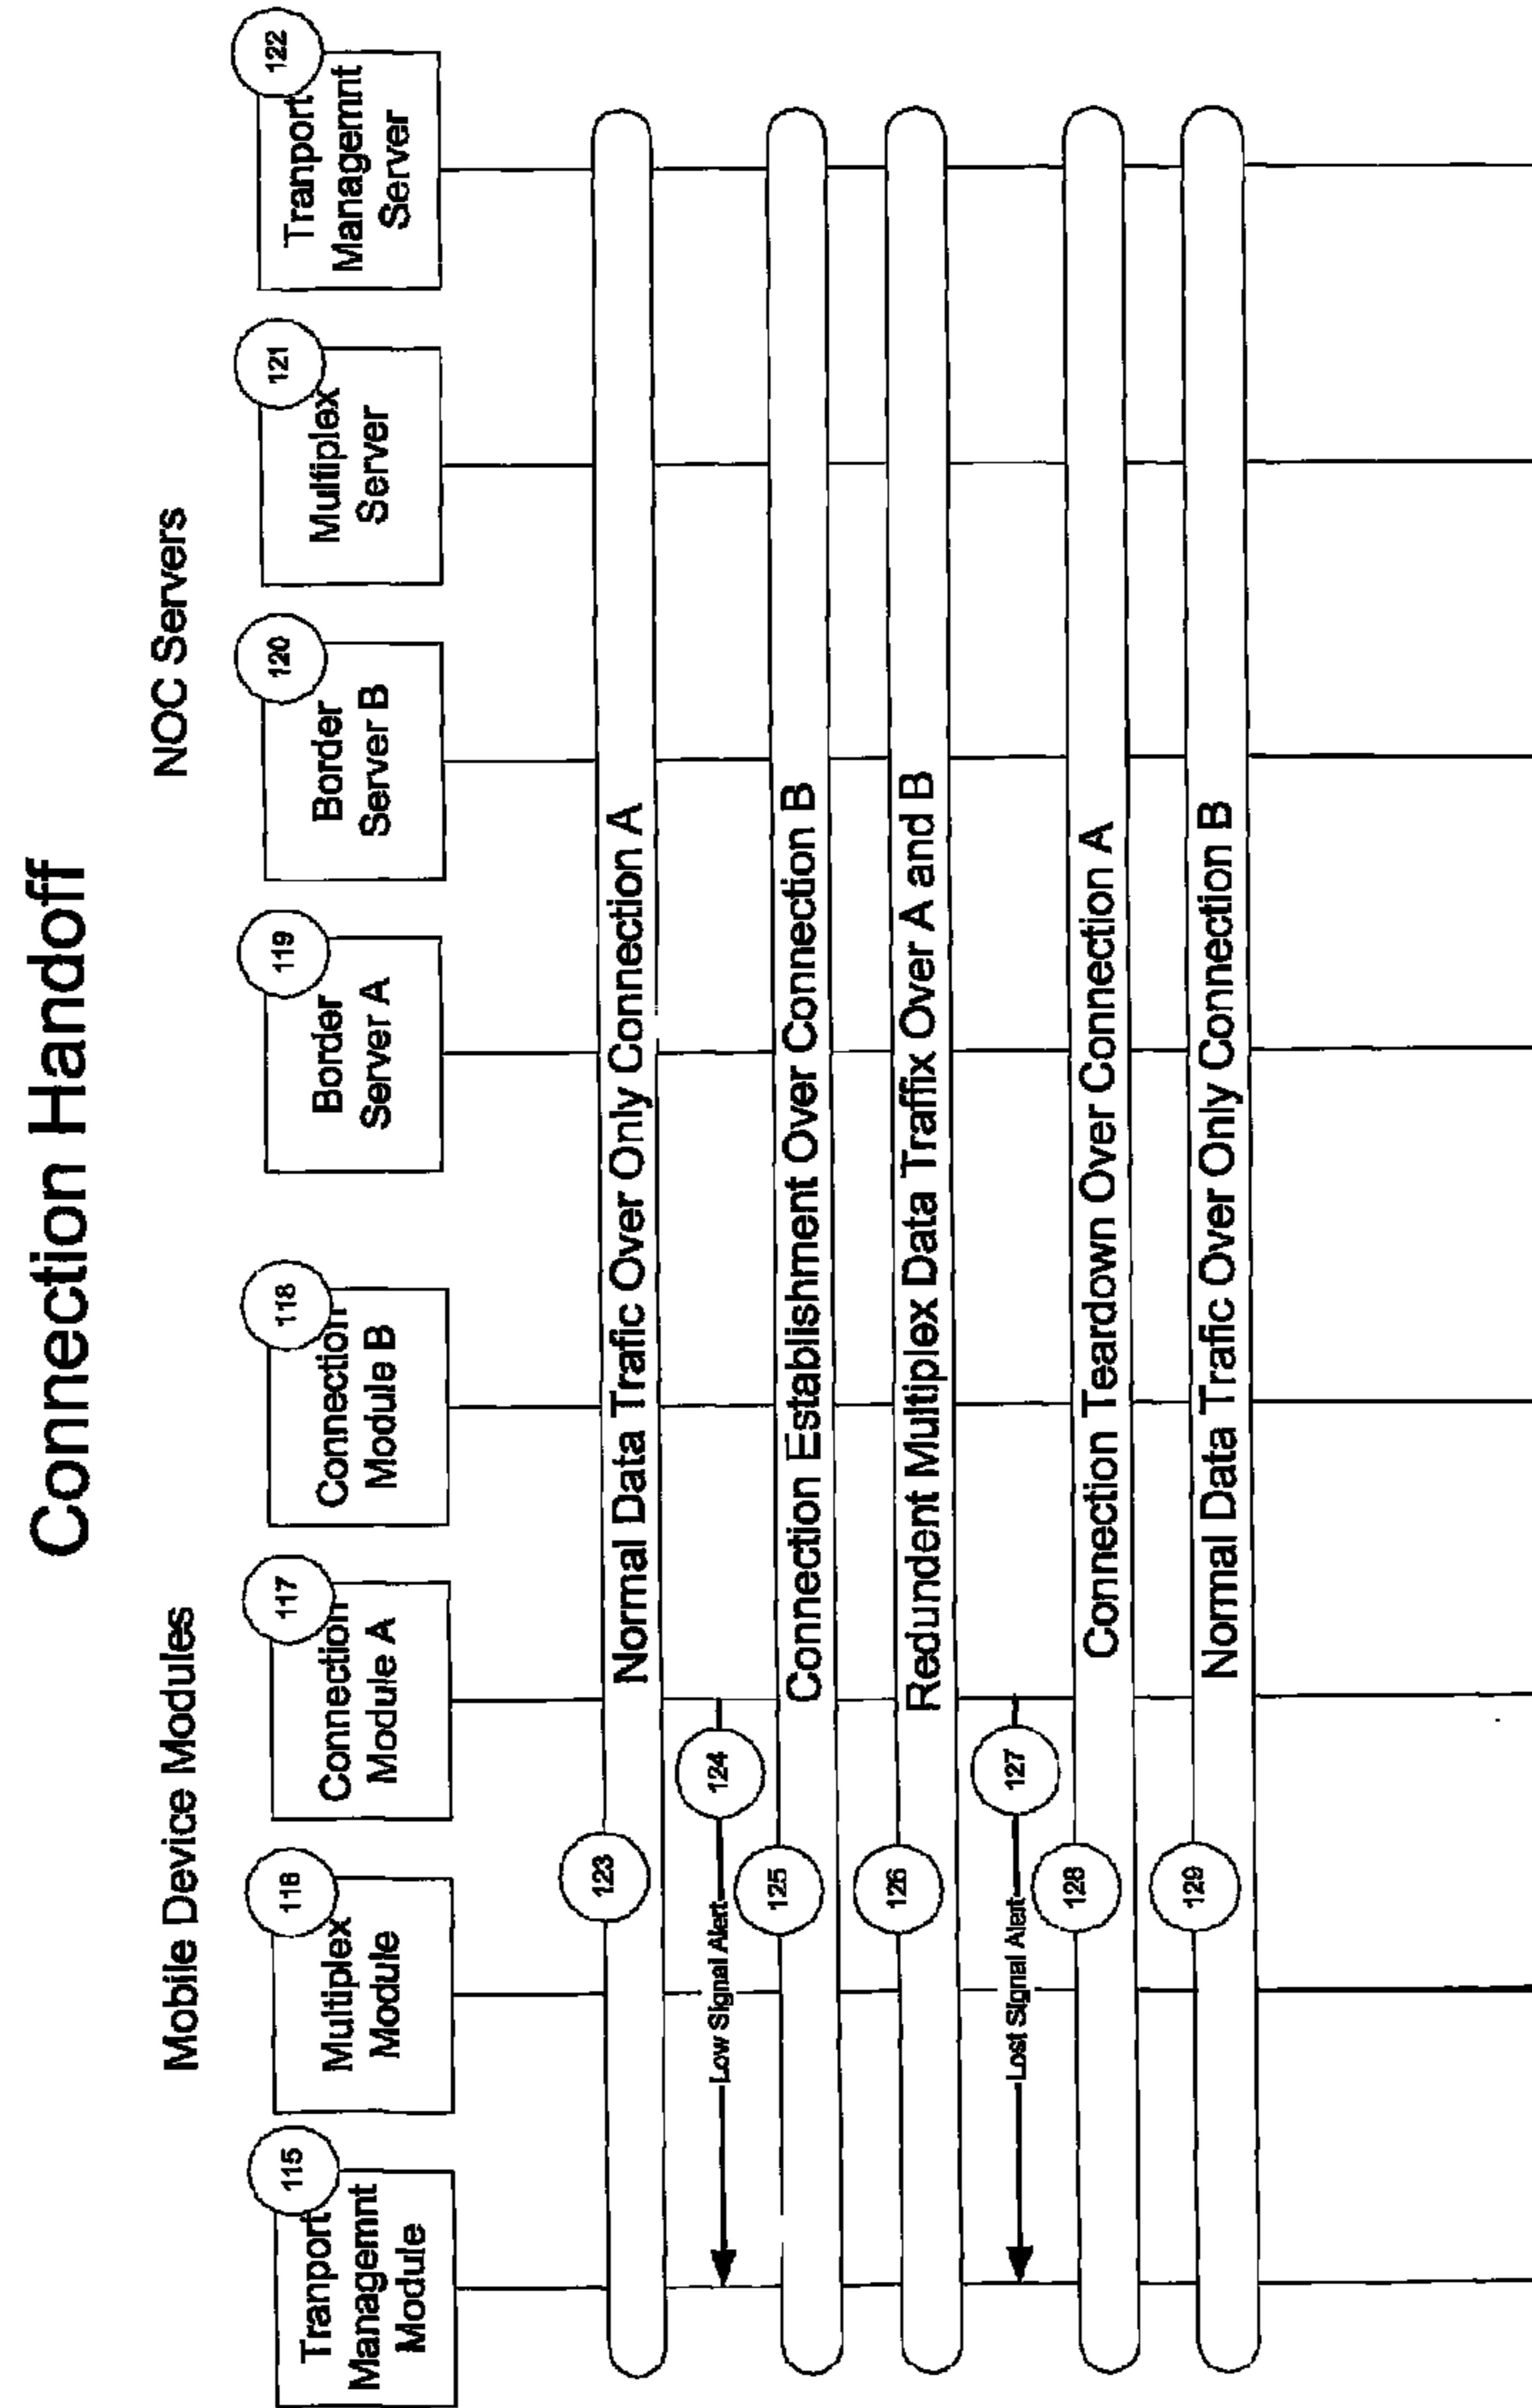 Connection Handoff
Mobile Device Modules
NOC Servers
115
Tranport
Managemnt
Module
116
Multiplex
Module
117
Connection
Module A
118
Connection
Module B
119
Border
Server A
120
Border
Server B
121
Multiplex
Server
122
Tranport
Managemnt
Server
123
Normal Data Trafic Over Only Connection A
Low Signal Alert
124
125
Connection Establishment Over Connection B
126
Redundent Multiplex Data Traffix Over A and B
Lost Signal Alert
127
128
Connection Teardown Over Connection A
129
Normal Data Trafic Over Only Connection B